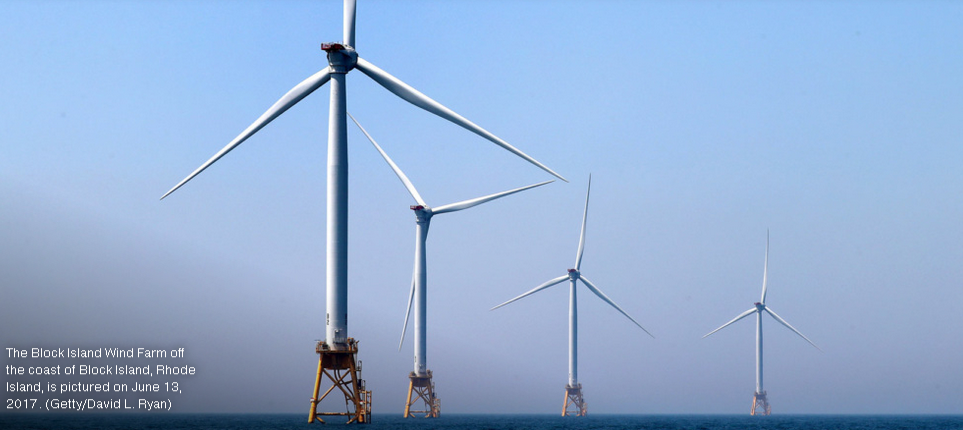 The Block Island Wind Farm off
the coast of Block Island, Rhode
Island, is pictured on June 13,
2017. (Getty/David L. Ryan)